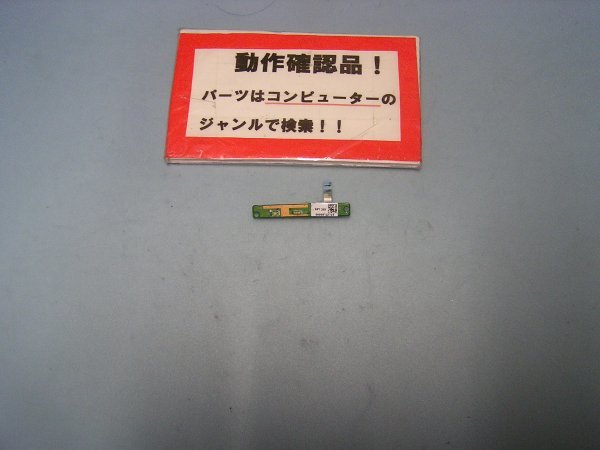 動作確認品！
パーツはコンピューターの
ジャンルで検索！！